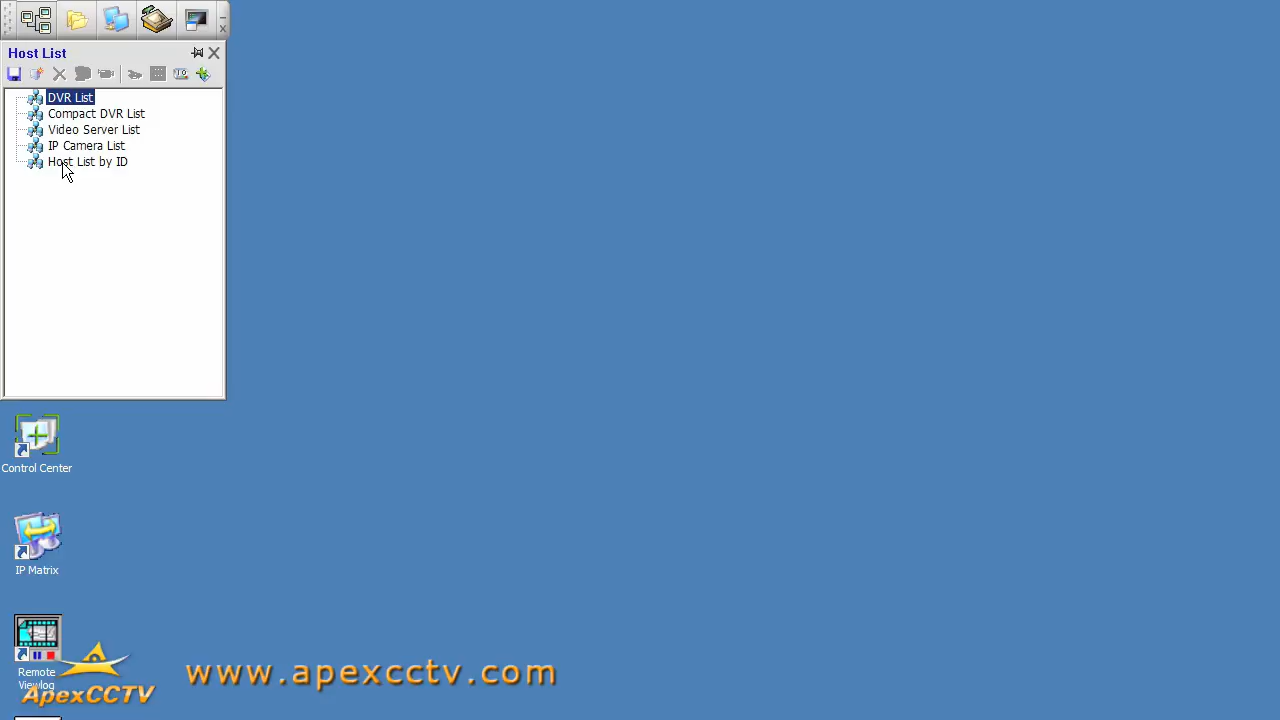 Host List
DVR List
Compact DVR List
Video Server List
IP Camera List
Host List by ID
Control Center
IP Matrix
Remote
Viewlog
ApexCCTV
www.apexcctv.com